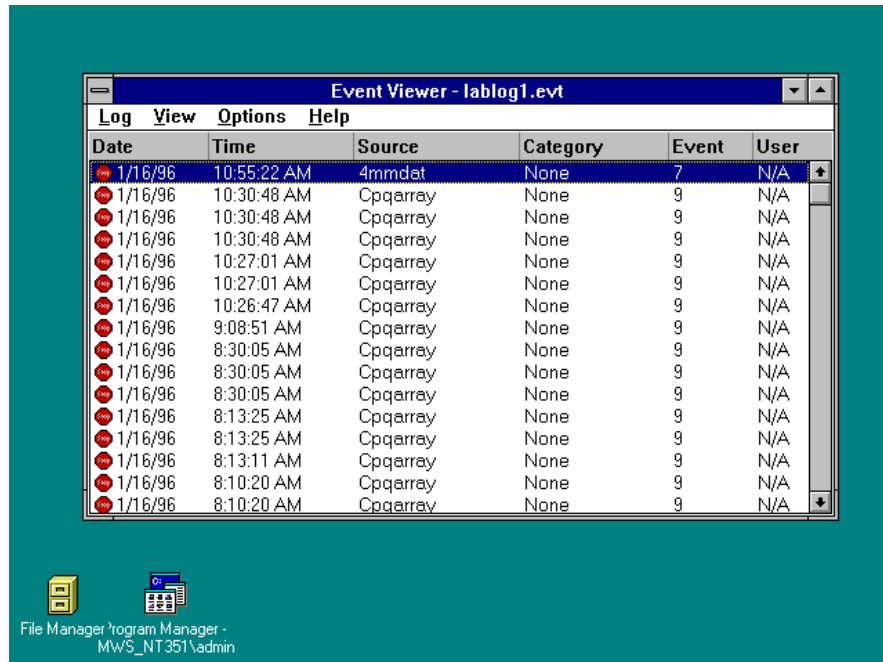 Event Viewer - lablog1.evt
Log View Options Help
Date Time Source Category Event User
1/16/96 10:55:22 AM 4mmdat None 7 N/A
1/16/96 10:30:48 AM Cpqarray None 9 N/A
1/16/96 10:30:48 AM Cpqarray None 9 N/A
1/16/96 10:30:48 AM Cpqarray None 9 N/A
1/16/96 10:27:01 AM Cpqarray None 9 N/A
1/16/96 10:27:01 AM Cpqarray None 9 N/A
1/16/96 10:26:47 AM Cpqarray None 9 N/A
1/16/96 9:08:51 AM Cpqarray None 9 N/A
1/16/96 8:30:05 AM Cpqarray None 9 N/A
1/16/96 8:30:05 AM Cpqarray None 9 N/A
1/16/96 8:30:05 AM Cpqarray None 9 N/A
1/16/96 8:13:25 AM Cpqarray None 9 N/A
1/16/96 8:13:25 AM Cpqarray None 9 N/A
1/16/96 8:13:11 AM Cpqarray None 9 N/A
1/16/96 8:10:20 AM Cpqarray None 9 N/A
1/16/96 8:10:20 AM Cpqarray None 9 N/A
C:
File Manager Program Manager -
MWS_NT351\admin